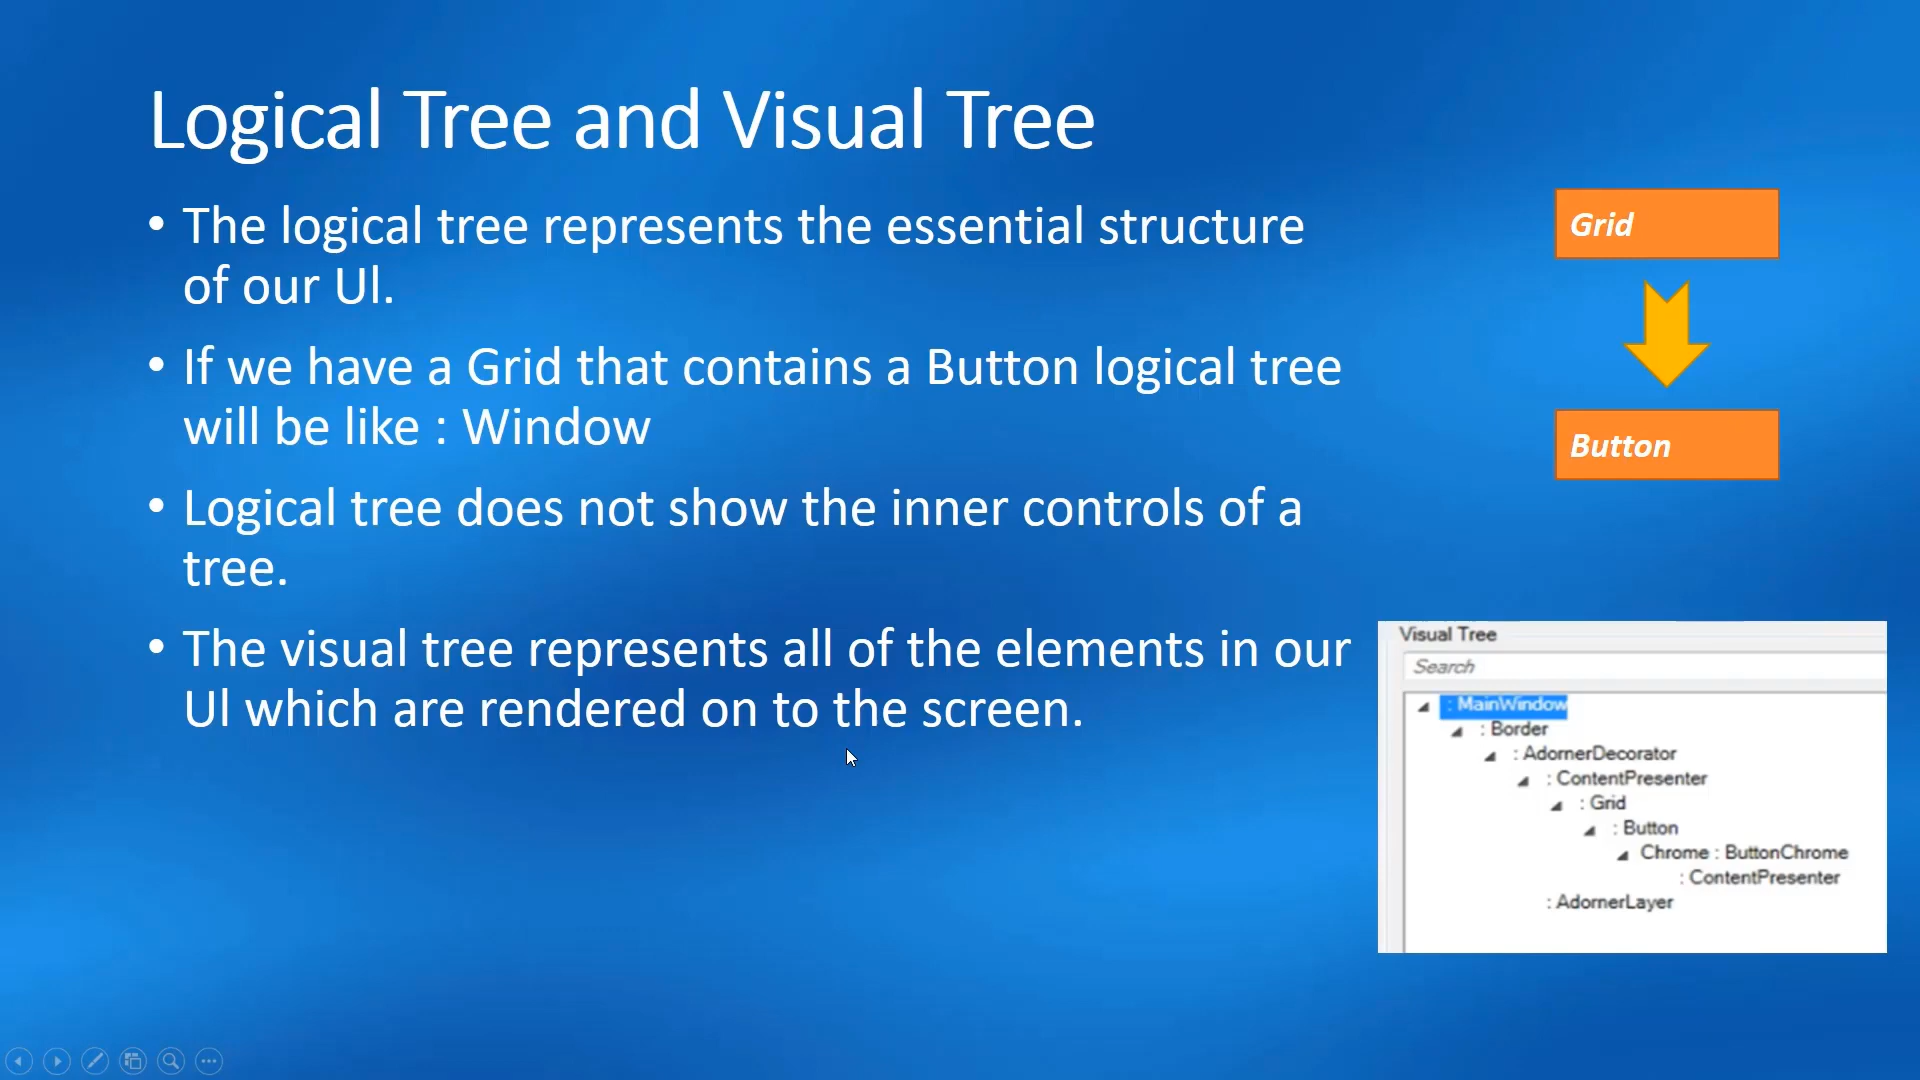 Logical Tree and Visual Tree
• The logical tree represents the essential structure
of our Ul.
• If we have a Grid that contains a Button logical tree
will be like : Window
• Logical tree does not show the inner controls of a
tree.
• The visual tree represents all of the elements in our
Ul which are rendered on to the screen.
Grid
Button
Visual Tree
Search
: MainWindow
: Border
: AdornerDecorator
: ContentPresenter
: Grid
: Button
Chrome : ButtonChrome
: ContentPresenter
: AdornerLayer